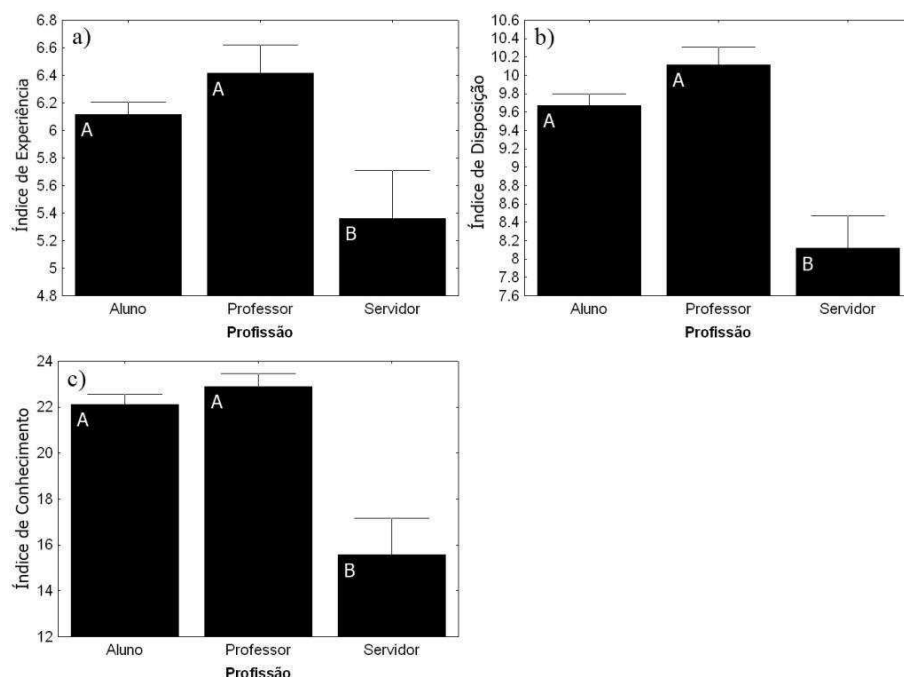 a)
Índice de Experiência
6.8
6.6
6.4
6.2
6
5.8
5.6
5.4
5.2
5
4.8
A
A
B
Aluno Professor Servidor
Profissão
b)
Índice de Disposição
10.6
10.4
10.2
10
9.8
9.6
9.4
9.2
9
8.8
8.6
8.4
8.2
8
7.8
7.6
A
A
B
Aluno Professor Servidor
Profissão
c)
Índice de Conhecimento
24
22
20
18
16
14
12
A
A
B
Aluno Professor Servidor
Profissão